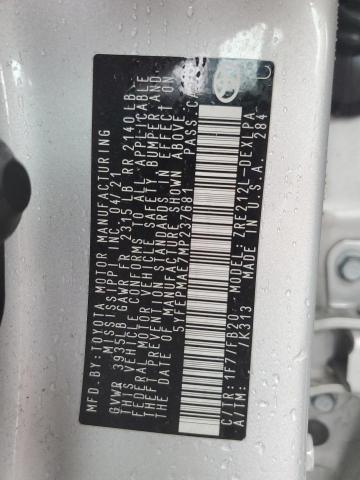 MFD.BY:TOYOTA MOTOR MANUFACTURING
MISSISSIPPI INC. 04/21
GVWR 3935LB GAWR FR 2315 LB RR 2140 LB
THIS VEHICLE CONFORMS TO ALL APPLICABLE
FEDERAL MOTOR VEHICLE SAFETY, BUMPER AND
THEFT PREVENTION STANDARDS IN EFFECT ON
THE DATE OF MANUFACTURE SHOWN ABOVE.
PASS.CAR
C/TR: 1F7/FB20 MODEL: ZRE212L-DEXLPA
A/TM: -/K313 MADE IN U.S.A. 284